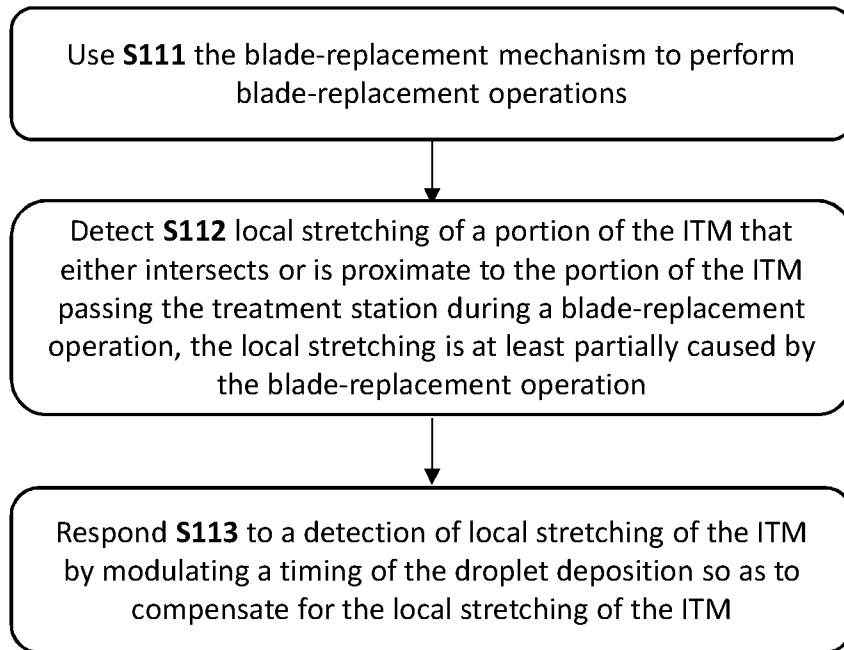 Use S111 the blade-replacement mechanism to perform
blade-replacement operations
Detect S112 local stretching of a portion of the ITM that
either intersects or is proximate to the portion of the ITM
passing the treatment station during a blade-replacement
operation, the local stretching is at least partially caused by
the blade-replacement operation
Respond S113 to a detection of local stretching of the ITM
by modulating a timing of the droplet deposition so as to
compensate for the local stretching of the ITM